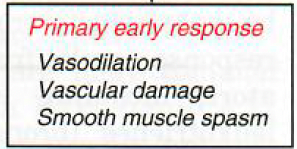 Primary early response
Vasodilation
Vascular damage
Smooth muscle spasm